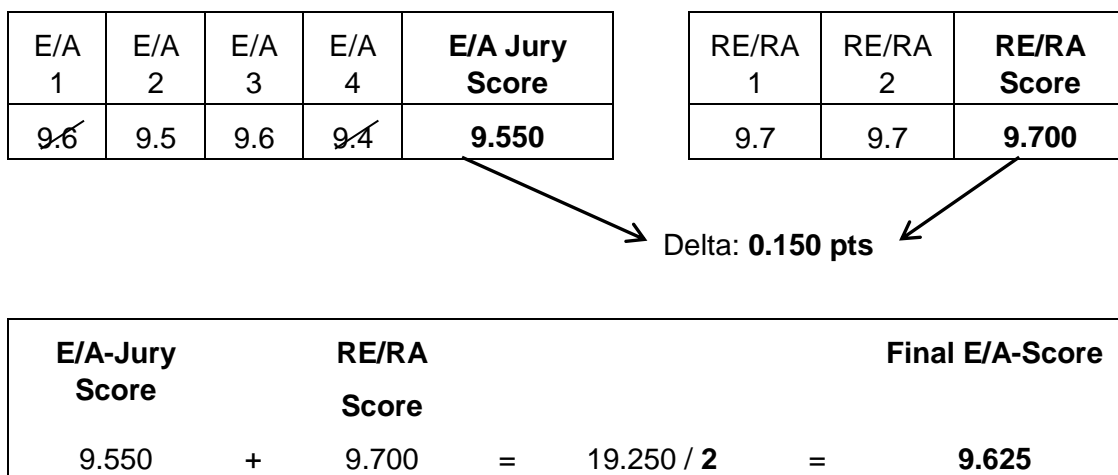 E/A E/A E/A E/A E/A Jury RE/RA RE/RA RE/RA
1 2 3 4 Score 1 2 Score
9.6 9.5 9.6 9.4 9.550 9.7 9.7 9.700
Delta: 0.150 pts
E/A-Jury RE/RA Final E/A-Score
Score
Score
9.550 + 9.700 = 19.250 / 2 = 9.625